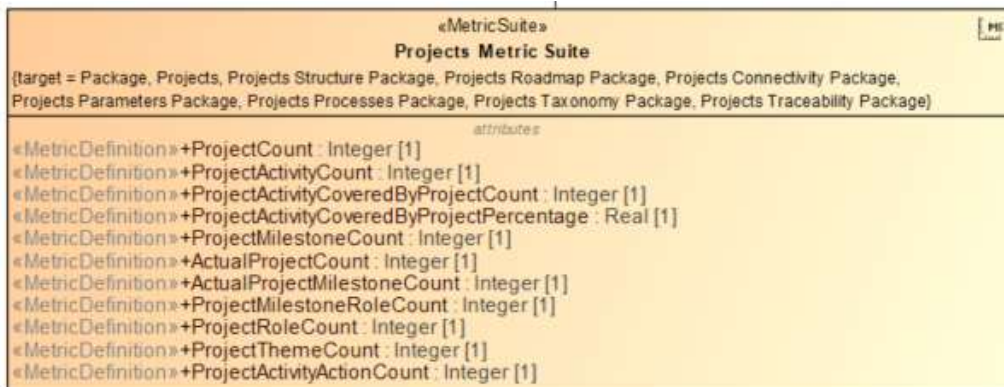 «MetricSuite»
Projects Metric Suite
{target = Package, Projects, Projects Structure Package, Projects Roadmap Package, Projects Connectivity Package,
Projects Parameters Package, Projects Processes Package, Projects Taxonomy Package, Projects Traceability Package}
attributes
«MetricDefinition»+ProjectCount : Integer [1]
«MetricDefinition»+ProjectActivityCount : Integer [1]
«MetricDefinition»+ProjectActivityCoveredByProjectCount : Integer [1]
«MetricDefinition»+ProjectActivityCoveredByProjectPercentage : Real [1]
«MetricDefinition»+ProjectMilestoneCount : Integer [1]
«MetricDefinition»+ActualProjectCount : Integer [1]
«MetricDefinition»+ActualProjectMilestoneCount : Integer [1]
«MetricDefinition»+ProjectMilestoneRoleCount : Integer [1]
«MetricDefinition»+ProjectRoleCount : Integer [1]
«MetricDefinition»+ProjectThemeCount : Integer [1]
«MetricDefinition»+ProjectActivityActionCount : Integer [1]